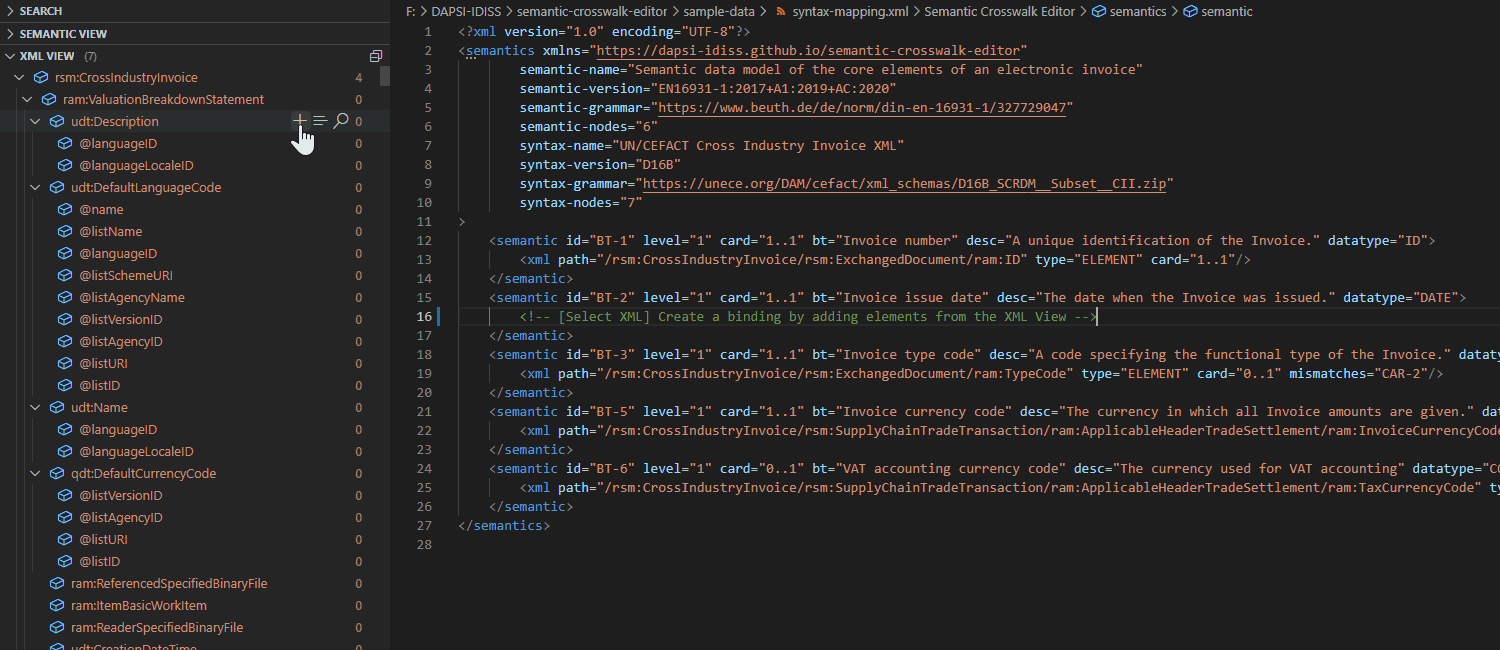 SEARCH
SEMANTIC VIEW
XML VIEW (7)
rsm:CrossIndustryInvoice 4
ram:ValuationBreakdownStatement 0
udt:Description 0
@languageID 0
@languageLocaleID 0
udt:DefaultLanguageCode 0
@name 0
@listName 0
@languageID 0
@listSchemeURI 0
@listAgencyName 0
@listVersionID 0
@listAgencyID 0
@listURI 0
@listID 0
udt:Name 0
@languageID 0
@languageLocaleID 0
qdt:DefaultCurrencyCode 0
@listVersionID 0
@listAgencyID 0
@listURI 0
@listID 0
ram:ReferencedSpecifiedBinaryFile 0
ram:ItemBasicWorkItem 0
ram:ReaderSpecifiedBinaryFile 0
udt:CreationDateTime 0
F: > DAPSI-IDISS > semantic-crosswalk-editor > sample-data > syntax-mapping.xml > Semantic Crosswalk Editor > semantics > semantic
1 <?xml version="1.0" encoding="UTF-8"?>
2 <semantics xmlns="https://dapsi-idiss.github.io/semantic-crosswalk-editor"
3 semantic-name="Semantic data model of the core elements of an electronic invoice"
4 semantic-version="EN16931-1:2017+A1:2019+AC:2020"
5 semantic-grammar="https://www.beuth.de/de/norm/din-en-16931-1/327729047"
6 semantic-nodes="6"
7 syntax-name="UN/CEFACT Cross Industry Invoice XML"
8 syntax-version="D16B"
9 syntax-grammar="https://unece.org/DAM/cefact/xml_schemas/D16B_SCRDM__Subset__CII.zip"
10 syntax-nodes="7"
11 >
12 <semantic id="BT-1" level="1" card="1..1" bt="Invoice number" desc="A unique identification of the Invoice." datatype="ID">
13 <xml path="/rsm:CrossIndustryInvoice/rsm:ExchangedDocument/ram:ID" type="ELEMENT" card="1..1"/>
14 </semantic>
15 <semantic id="BT-2" level="1" card="1..1" bt="Invoice issue date" desc="The date when the Invoice was issued." datatype="DATE">
16 <!-- [Select XML] Create a binding by adding elements from the XML View -->
17 </semantic>
18 <semantic id="BT-3" level="1" card="1..1" bt="Invoice type code" desc="A code specifying the functional type of the Invoice." daty
19 <xml path="/rsm:CrossIndustryInvoice/rsm:ExchangedDocument/ram:TypeCode" type="ELEMENT" card="0..1" mismatches="CAR-2"/>
20 </semantic>
21 <semantic id="BT-5" level="1" card="1..1" bt="Invoice currency code" desc="The currency in which all Invoice amounts are given." dat
22 <xml path="/rsm:CrossIndustryInvoice/rsm:SupplyChainTradeTransaction/ram:ApplicableHeaderTradeSettlement/ram:InvoiceCurrencyCode
23 </semantic>
24 <semantic id="BT-6" level="1" card="0..1" bt="VAT accounting currency code" desc="The currency used for VAT accounting" datatype="CO
25 <xml path="/rsm:CrossIndustryInvoice/rsm:SupplyChainTradeTransaction/ram:ApplicableHeaderTradeSettlement/ram:TaxCurrencyCode" ty
26 </semantic>
27 </semantics>
28